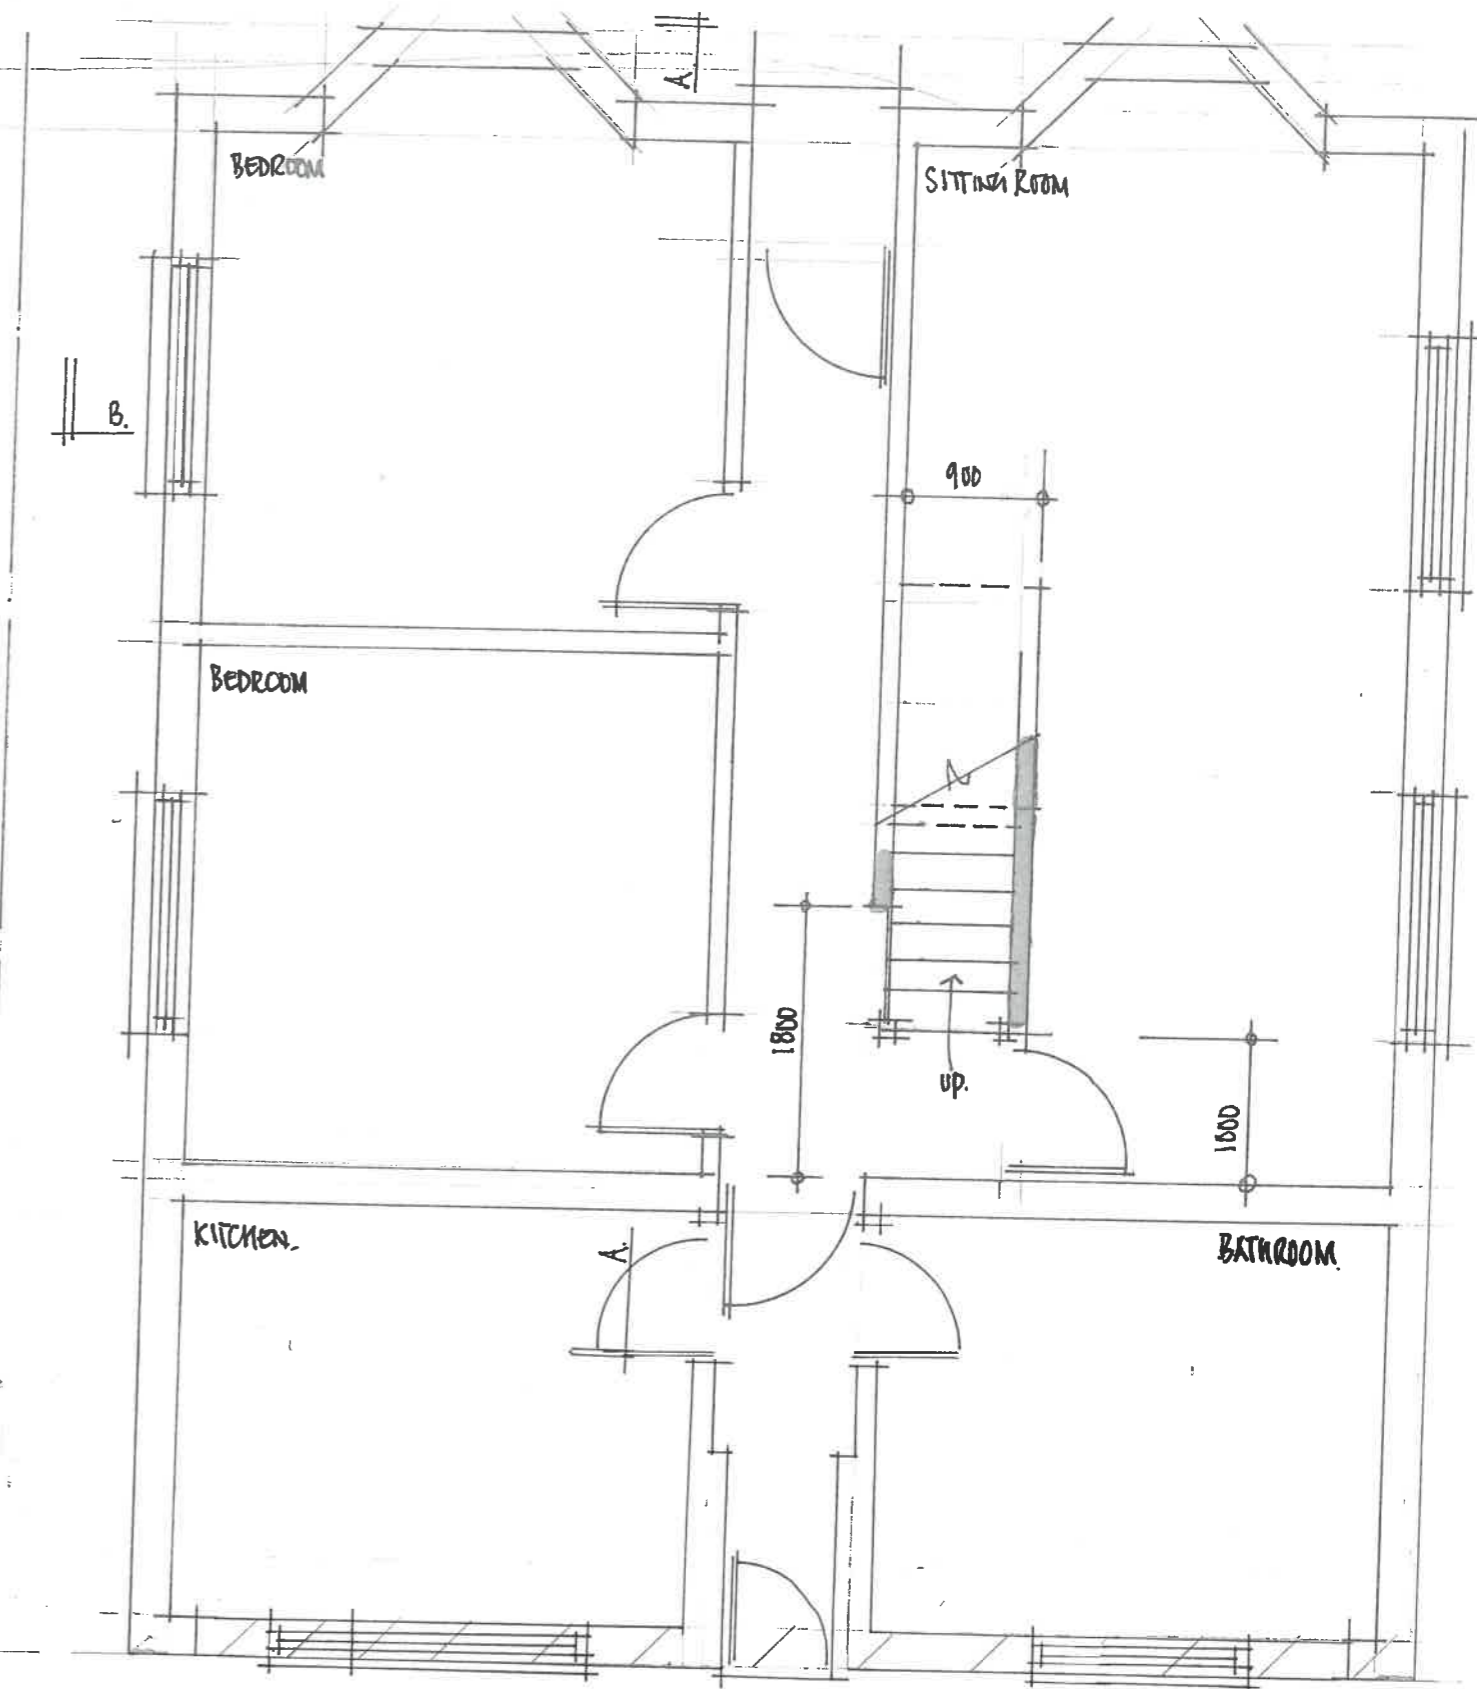 A.
BEDROOM
SITTING ROOM
B.
900
BEDROOM
1800
UP.
1000
KITCHEN.
A.
BATHROOM.